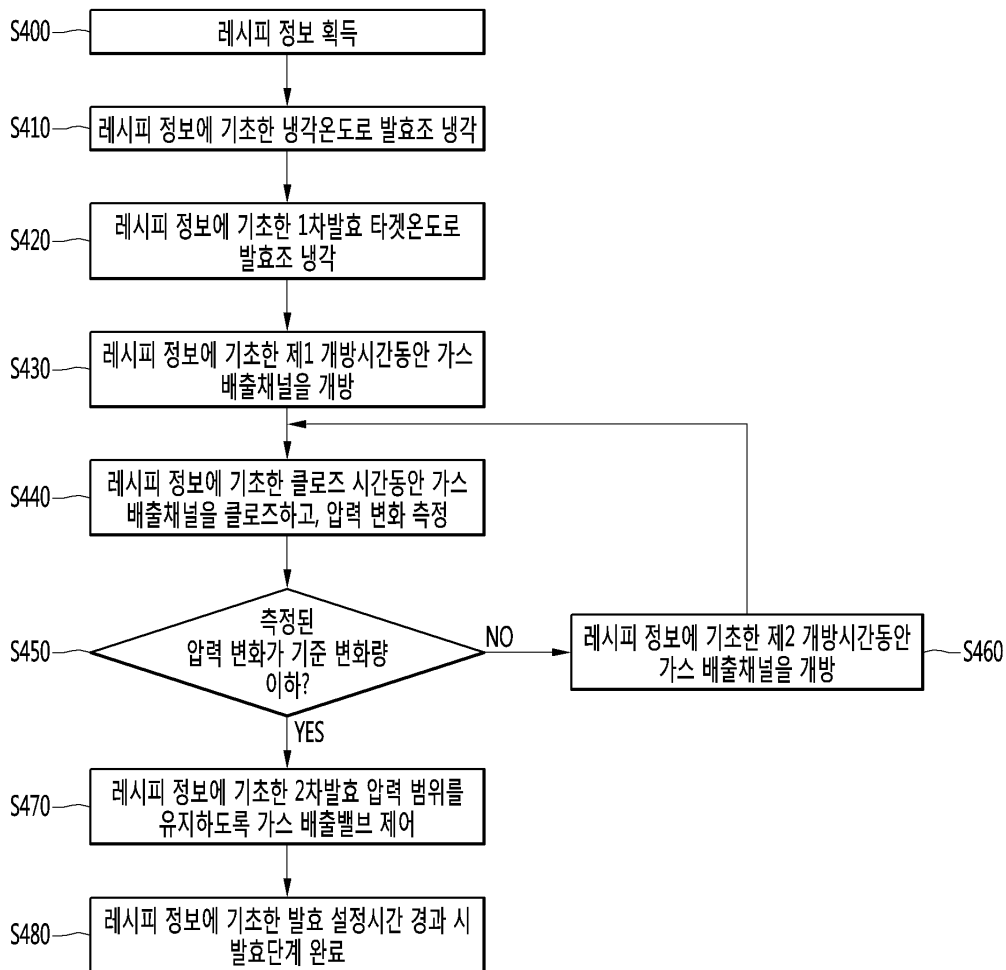 S400
레시피 정보 획득
S410
레시피 정보에 기초한 냉각온도로 발효조 냉각
S420
레시피 정보에 기초한 1차발효 타겟온도로
발효조 냉각
S430
레시피 정보에 기초한 제1 개방시간동안 가스
배출채널을 개방
S440
레시피 정보에 기초한 클로즈 시간동안 가스
배출채널을 클로즈하고, 압력 변화 측정
S450
측정된
압력 변화가 기준 변화량
이하?
NO
레시피 정보에 기초한 제2 개방시간동안
가스 배출채널을 개방
S460
YES
S470
레시피 정보에 기초한 2차발효 압력 범위를
유지하도록 가스 배출밸브 제어
S480
레시피 정보에 기초한 발효 설정시간 경과 시
발효단계 완료